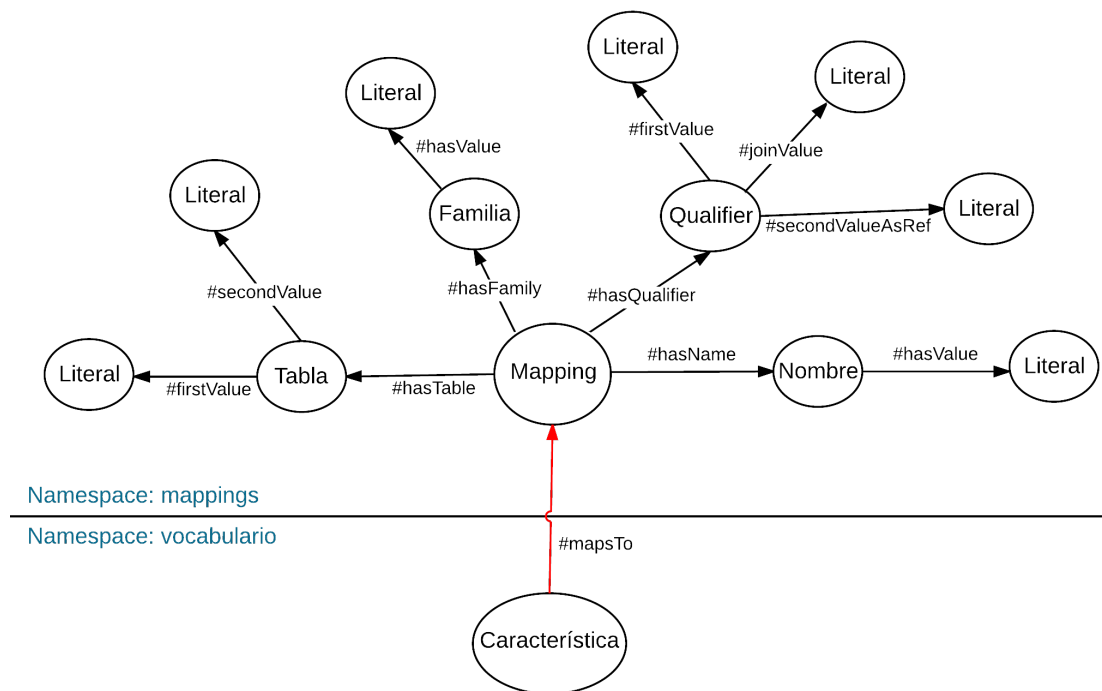 Literal
Literal
Literal
#hasValue
#firstValue
#joinValue
Literal
Familia
Qualifier
Literal
#secondValueAsRef
#secondValue
#hasFamily
#hasQualifier
Literal
#firstValue
Tabla
#hasTable
Mapping
#hasName
Nombre
#hasValue
Literal
Namespace: mappings
Namespace: vocabulario
#mapsTo
Característica